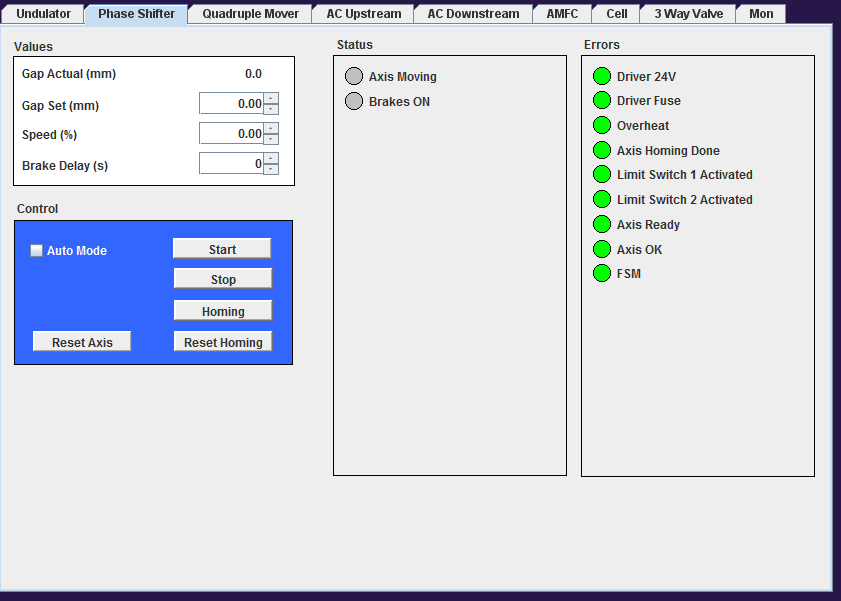 Undulator Phase Shifter Quadruple Mover AC Upstream AC Downstream AMFC Cell 3 Way Valve Mon
Values
Gap Actual (mm) 0.0
Gap Set (mm) 0.00
Speed (%) 0.00
Brake Delay (s) 0
Control
Auto Mode
Start
Stop
Homing
Reset Axis
Reset Homing
Status
Axis Moving
Brakes ON
Errors
Driver 24V
Driver Fuse
Overheat
Axis Homing Done
Limit Switch 1 Activated
Limit Switch 2 Activated
Axis Ready
Axis OK
FSM